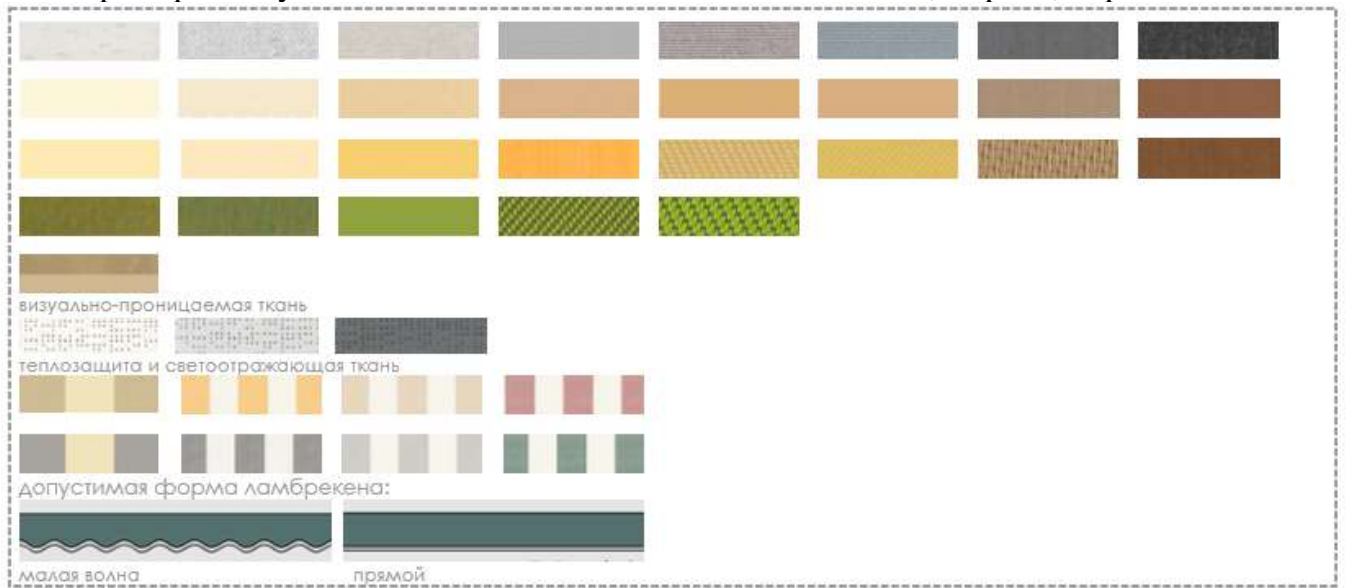 визуально-проницаемая ткань
теплозащита и светоотражающая ткань
допустимая форма ламбрекена:
малая волна
прямой